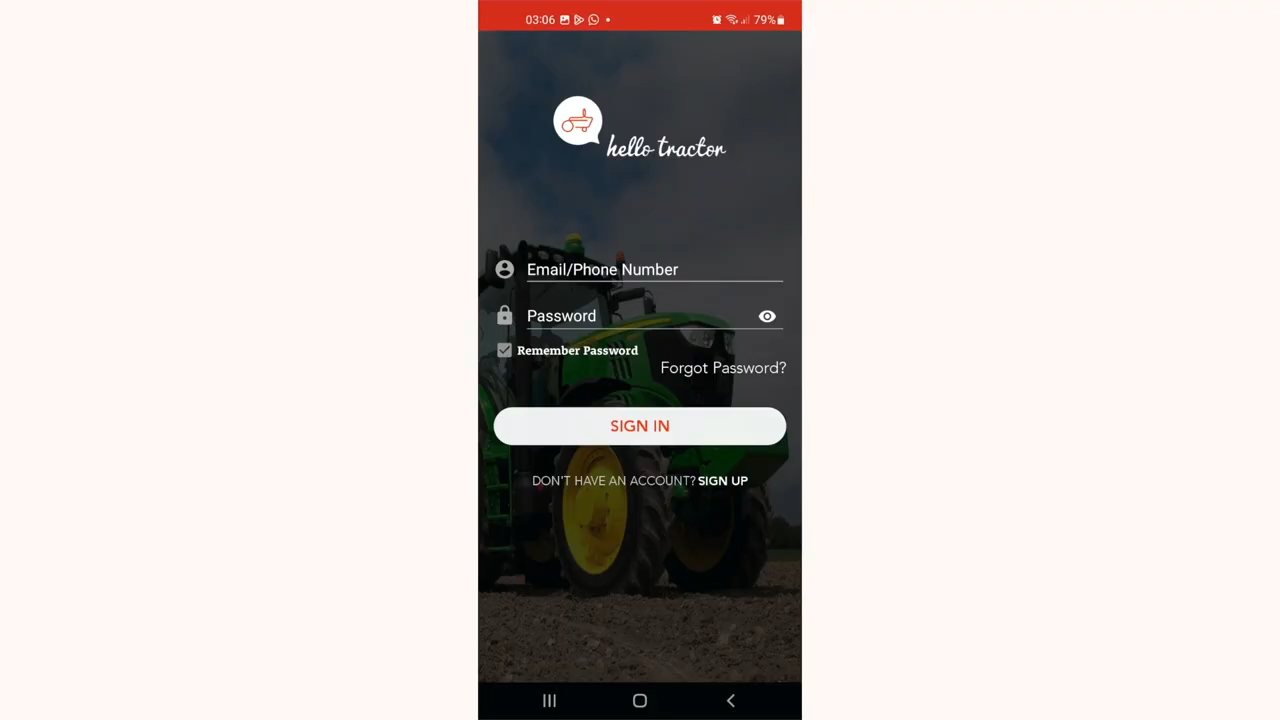 03:06 79%
hello tractor
Email/Phone Number
Password
Remember Password
Forgot Password?
SIGN IN
DON'T HAVE AN ACCOUNT? SIGN UP